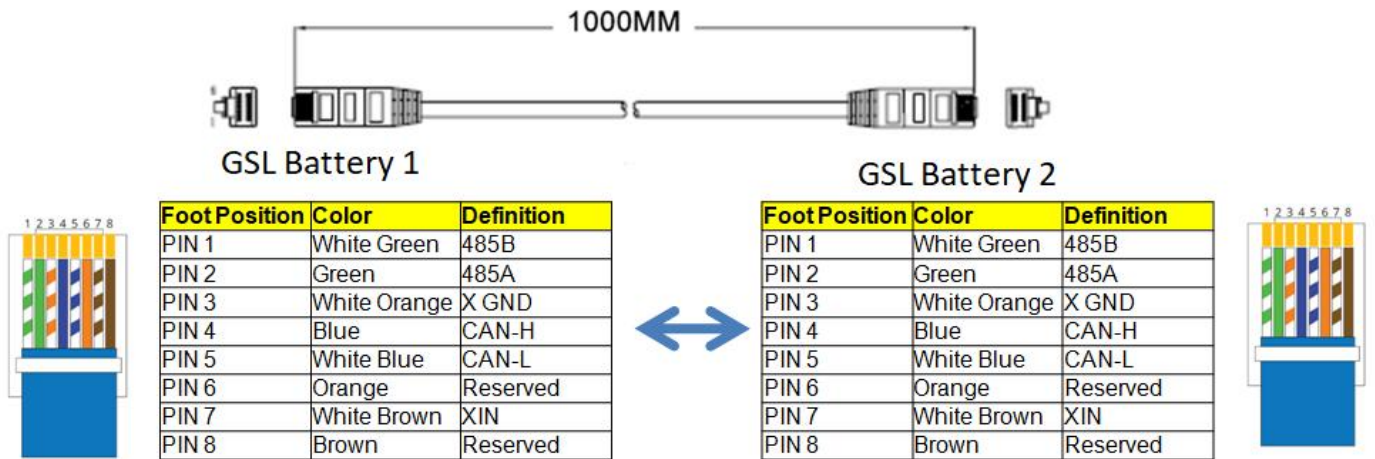 1000MM
GSL Battery 1
GSL Battery 2
1 2 3 4 5 6 7 8
Foot Position Color Definition
PIN 1 White Green 485B
PIN 2 Green 485A
PIN 3 White Orange X GND
PIN 4 Blue CAN-H
PIN 5 White Blue CAN-L
PIN 6 Orange Reserved
PIN 7 White Brown XIN
PIN 8 Brown Reserved
Foot Position Color Definition
PIN 1 White Green 485B
PIN 2 Green 485A
PIN 3 White Orange X GND
PIN 4 Blue CAN-H
PIN 5 White Blue CAN-L
PIN 6 Orange Reserved
PIN 7 White Brown XIN
PIN 8 Brown Reserved
1 2 3 4 5 6 7 8